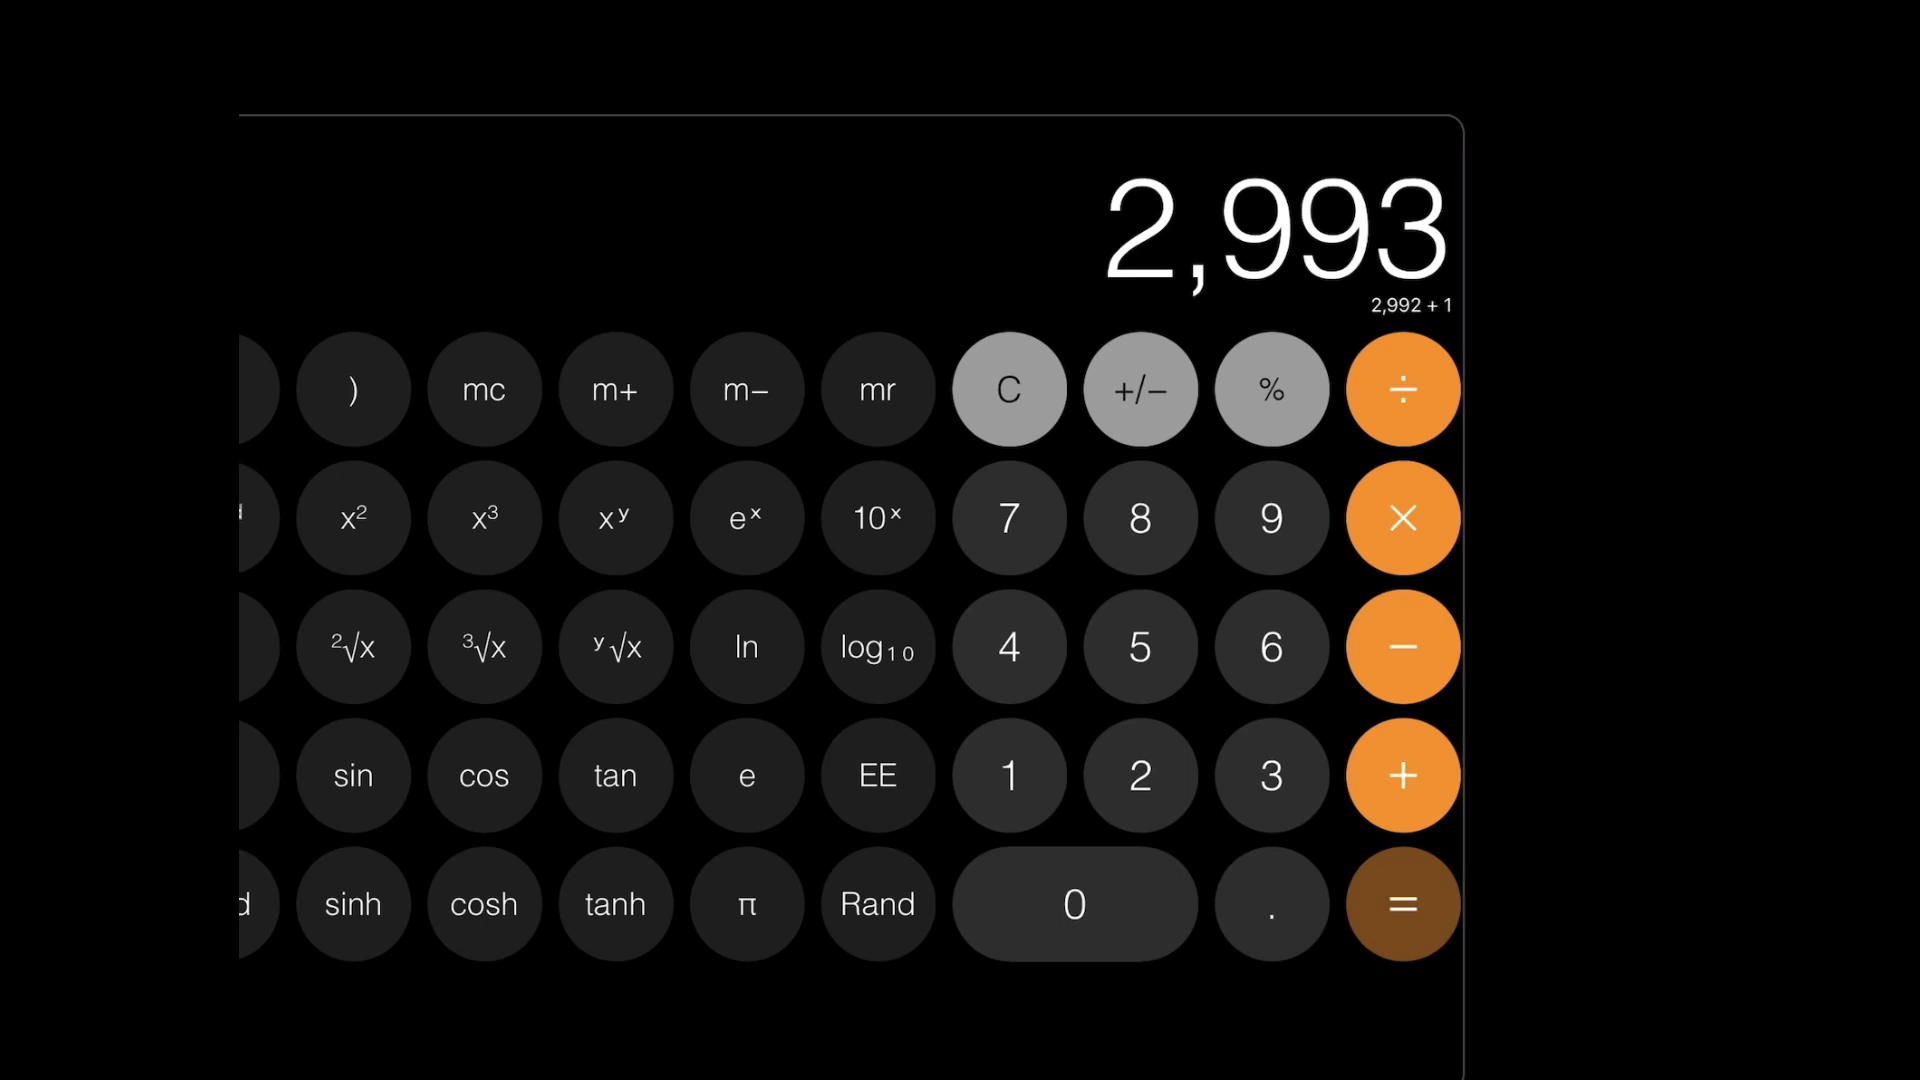 2,993
2,992 + 1
) mc m+ m− mr C +/− % ÷
x² x³ xʸ eˣ 10ˣ 7 8 9 ×
²√x ³√x ʸ√x ln log₁₀ 4 5 6 −
sin cos tan e EE 1 2 3 +
sinh cosh tanh π Rand 0 . =